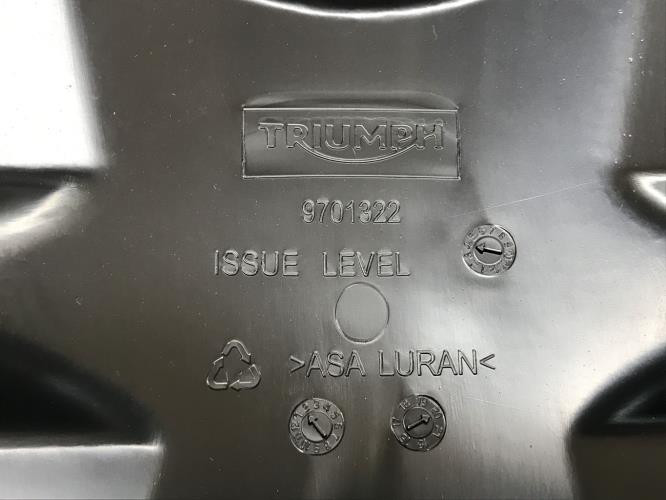 TRIUMPH
9701322
ISSUE LEVEL
>ASA LURAN<